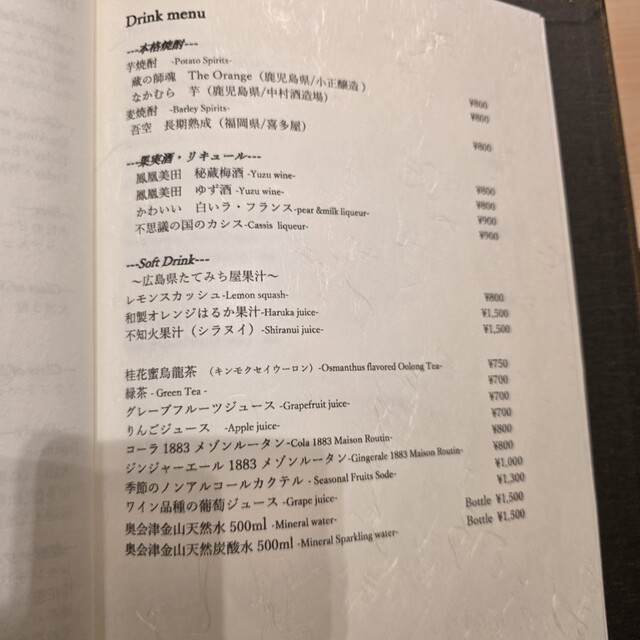 Drink menu
---本格焼酎---
芋焼酎 -Potato Spirits-
蔵の師魂 The Orange（鹿児島県/小正醸造） ¥800
なかむら 芋（鹿児島県/中村酒造場） ¥800
麦焼酎 -Barley Spirits-
吾空 長期熟成（福岡県/喜多屋） ¥800
---果実酒・リキュール---
鳳凰美田 秘蔵梅酒 -Yuzu wine- ¥800
鳳凰美田 ゆず酒 -Yuzu wine- ¥800
かわいい 白いラ・フランス-pear &milk liqueur- ¥900
不思議の国のカシス-Cassis liqueur- ¥900
---Soft Drink---
～広島県たてみち屋果汁～
レモンスカッシュ-Lemon squash- ¥800
和製オレンジはるか果汁-Haruka juice- ¥1,500
不知火果汁（シラヌイ）-Shiranui juice- ¥1,500
桂花蜜烏龍茶 （キンモクセイウーロン）-Osmanthus flavored Oolong Tea- ¥750
緑茶 - Green Tea - ¥700
グレープフルーツジュース -Grapefruit juice- ¥700
りんごジュース -Apple juice- ¥700
コーラ 1883 メゾンルータン-Cola 1883 Maison Routin- ¥800
ジンジャーエール 1883 メゾンルータン-Gingerale 1883 Maison Routin- ¥800
季節のノンアルコールカクテル - Seasonal Fruits Sode- ¥1,000
ワイン品種の葡萄ジュース -Grape juice- ¥1,300
奥会津金山天然水 500ml -Mineral water- Bottle ¥1,500
奥会津金山天然炭酸水 500ml -Mineral Sparkling water- Bottle ¥1,500